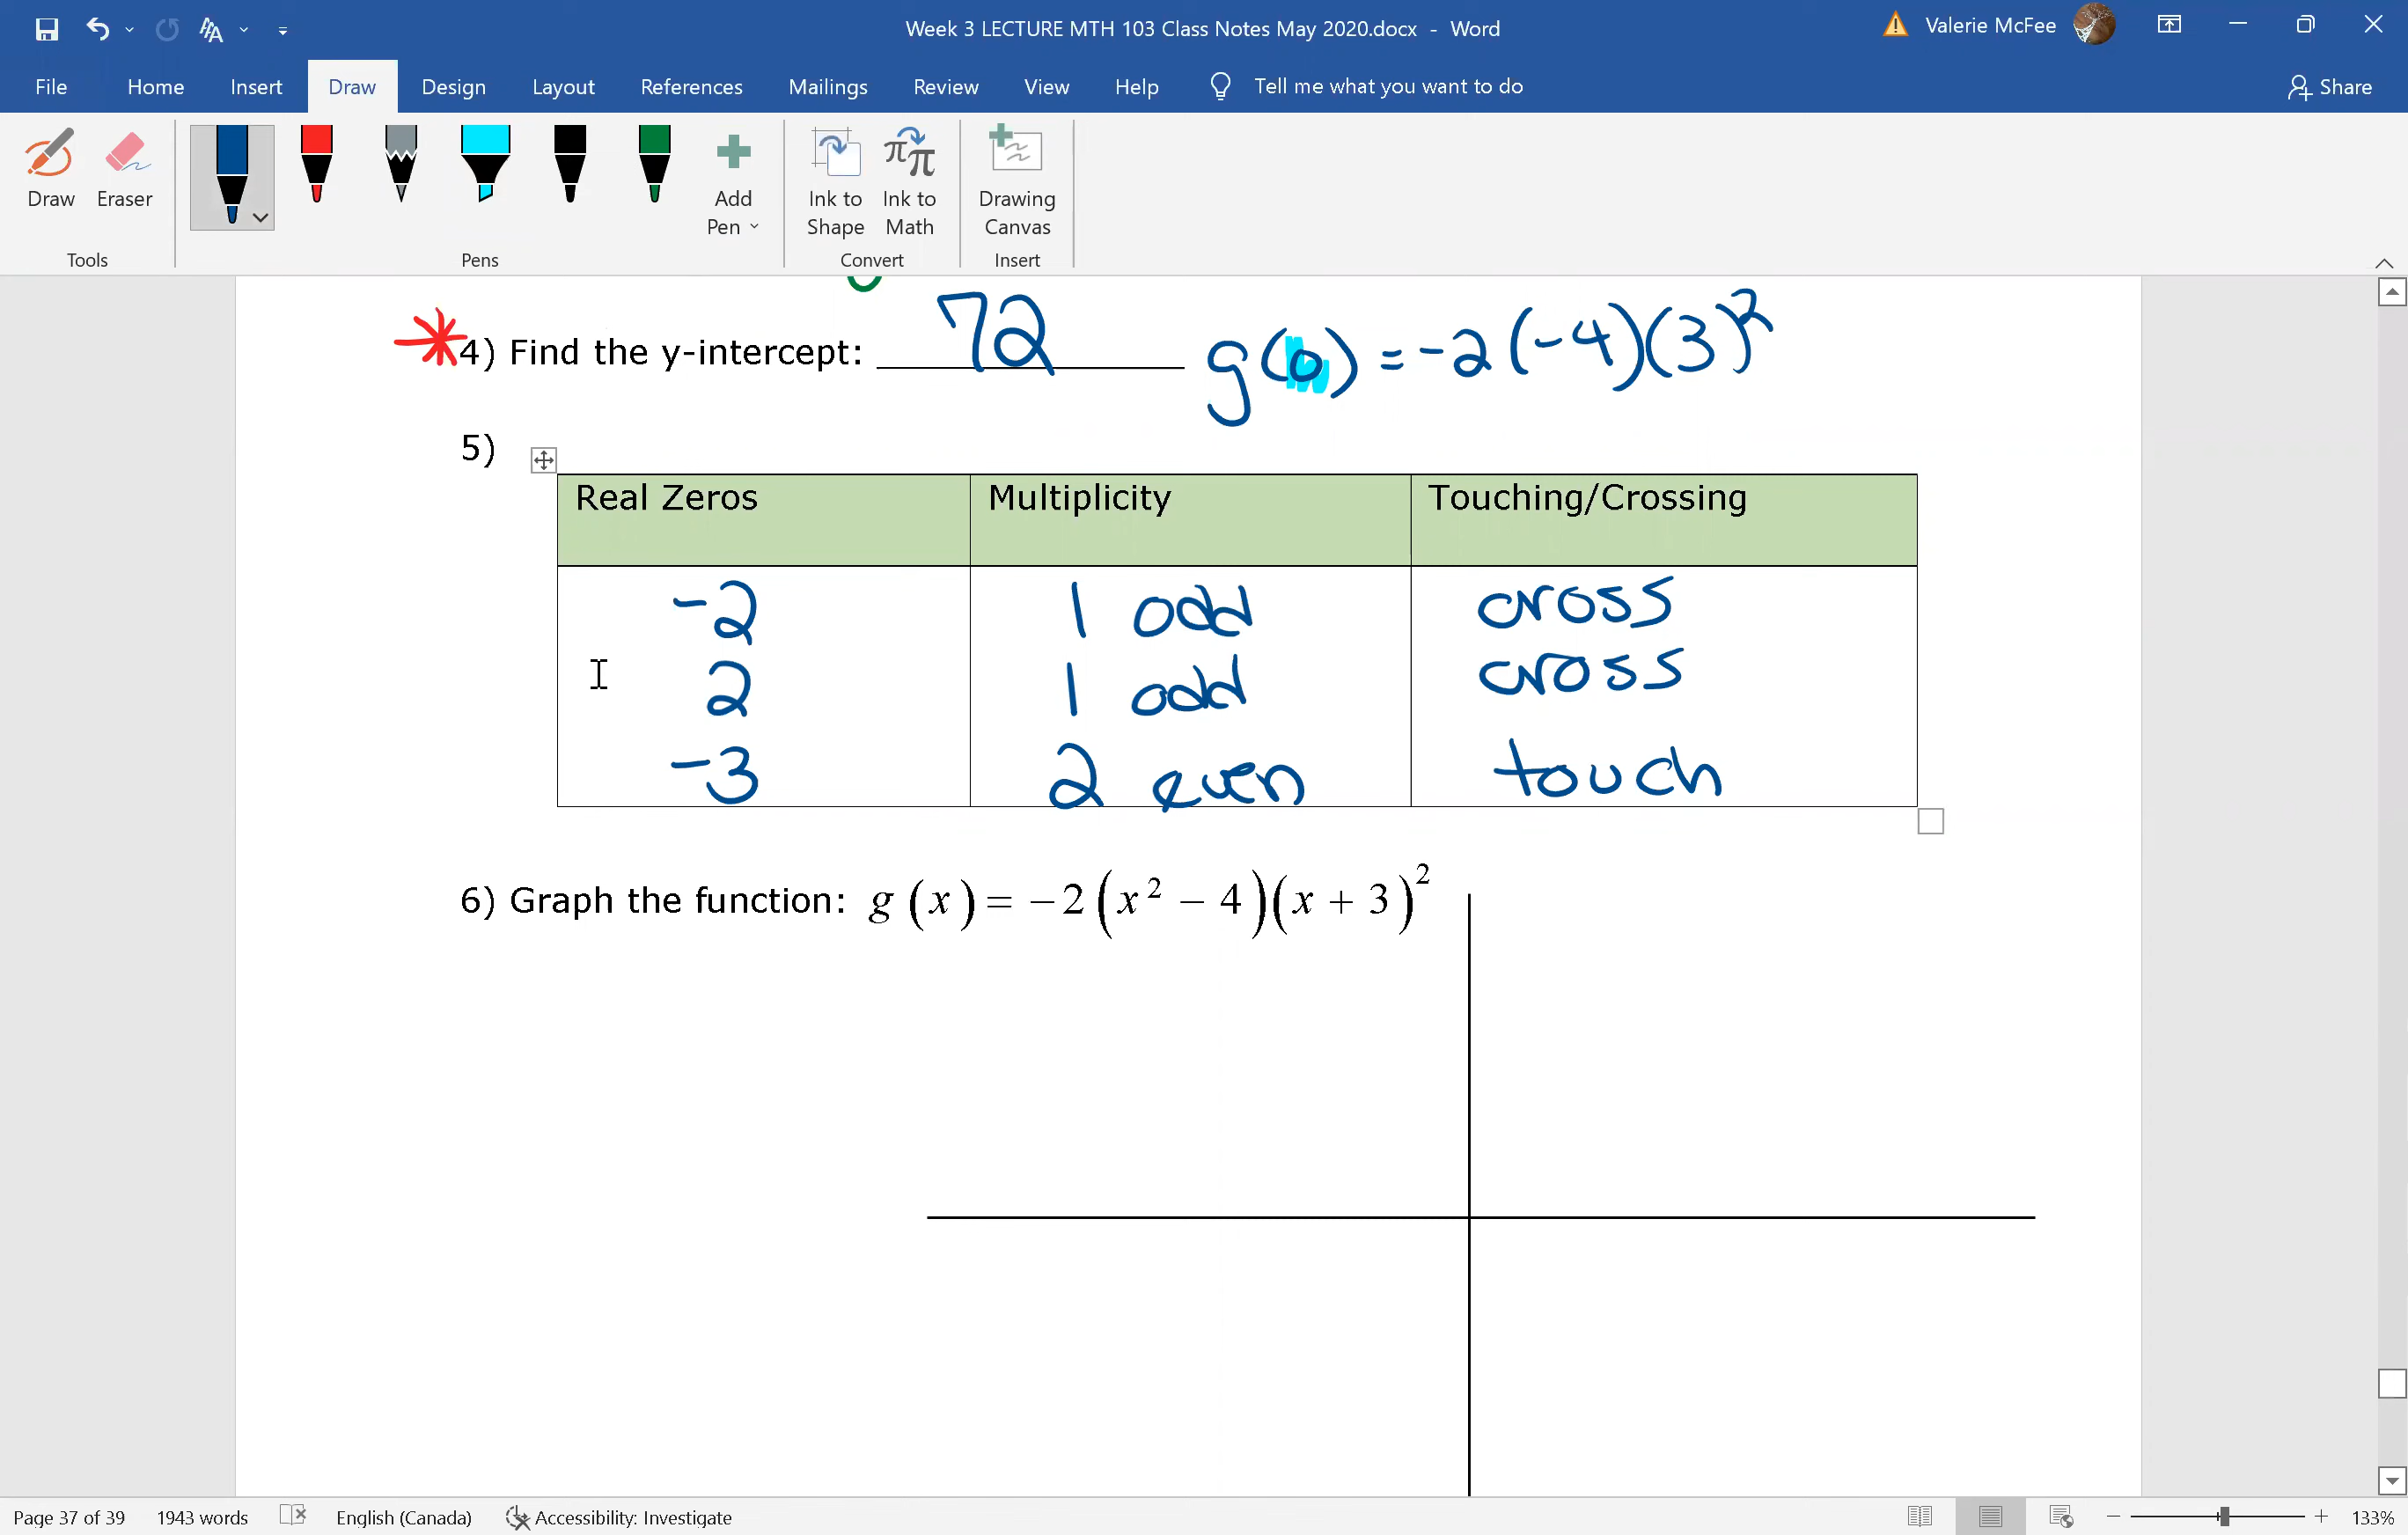 Week 3 LECTURE MTH 103 Class Notes May 2020.docx - Word
Valerie McFee
File Home Insert Draw Design Layout References Mailings Review View Help Tell me what you want to do Share
Draw Eraser Add Pen Ink to Shape Ink to Math Drawing Canvas
Tools Pens Convert Insert
4) Find the y-intercept: 72 g(0) = -2(-4)(3)²
5)
Real Zeros Multiplicity Touching/Crossing
-2 1 odd cross
2 1 odd cross
-3 2 even touch
6) Graph the function: g(x) = −2(x² − 4)(x + 3)²
Page 37 of 39 1943 words English (Canada) Accessibility: Investigate 133%